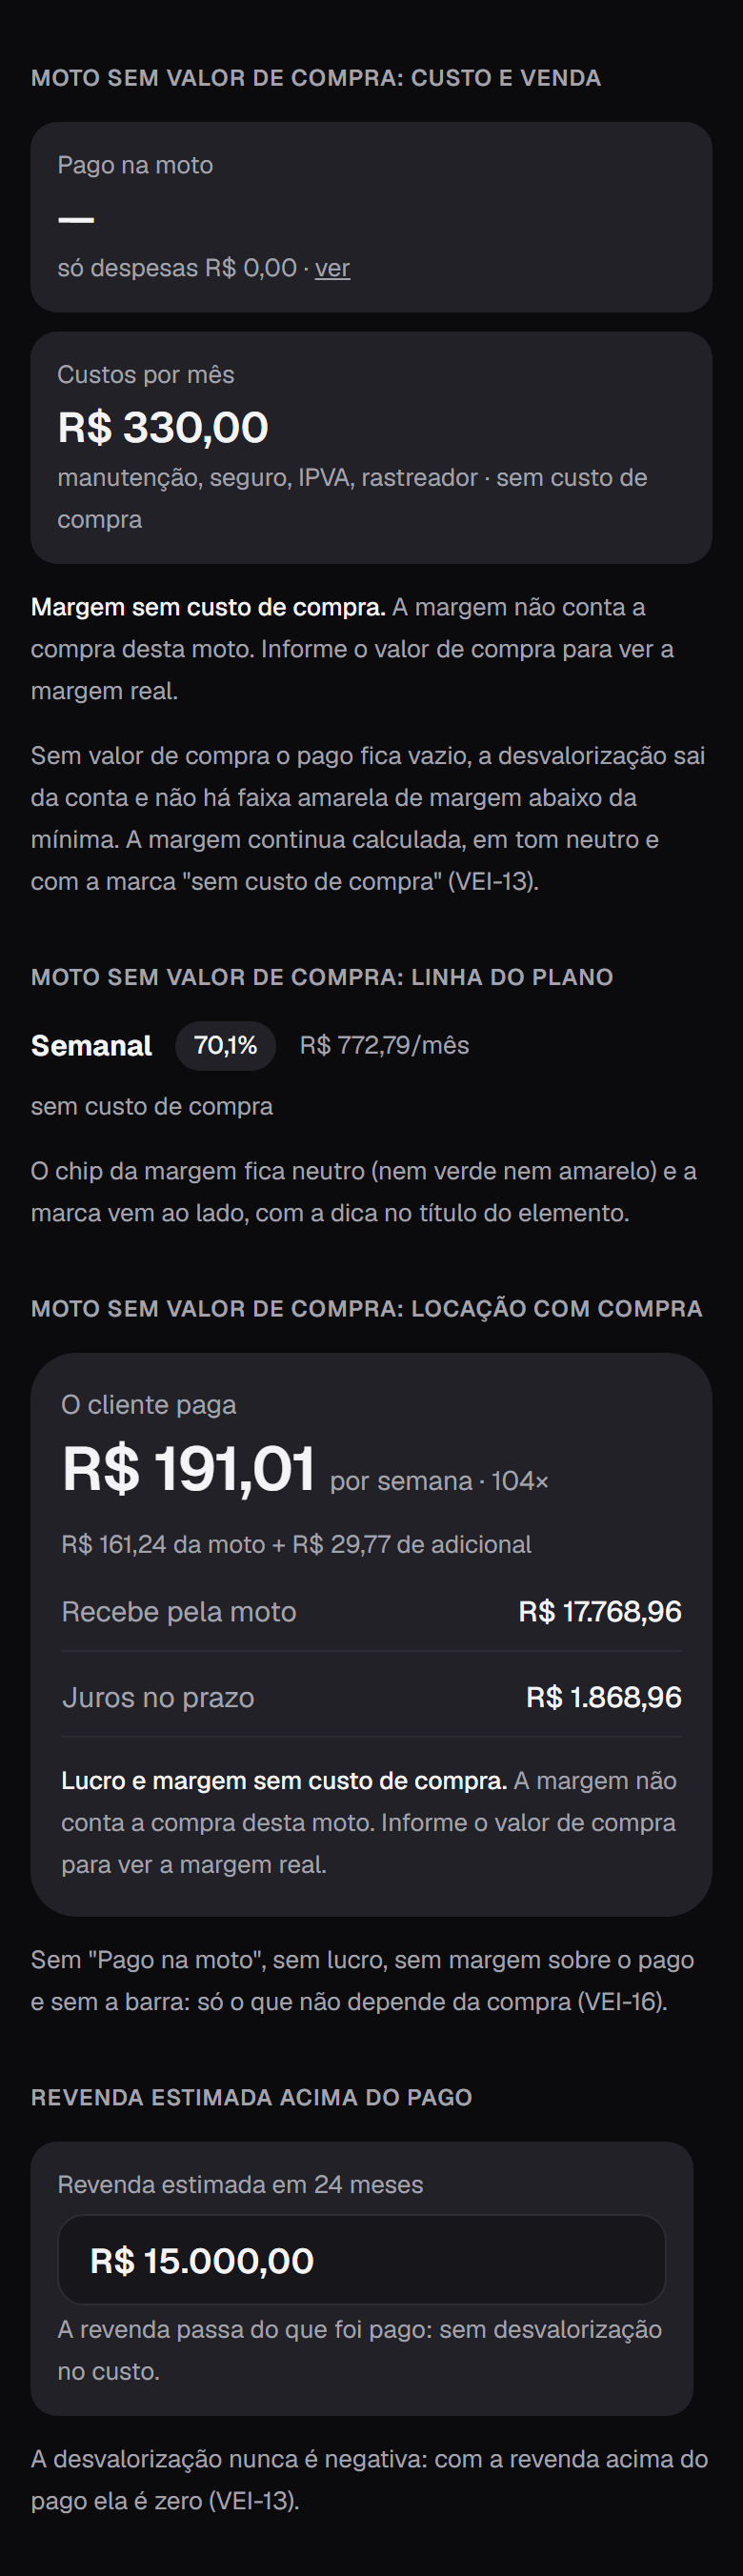 MOTO SEM VALOR DE COMPRA: CUSTO E VENDA
Pago na moto
—
só despesas R$ 0,00 · ver
Custos por mês
R$ 330,00
manutenção, seguro, IPVA, rastreador · sem custo de
compra
Margem sem custo de compra. A margem não conta a
compra desta moto. Informe o valor de compra para ver a
margem real.
Sem valor de compra o pago fica vazio, a desvalorização sai
da conta e não há faixa amarela de margem abaixo da
mínima. A margem continua calculada, em tom neutro e
com a marca "sem custo de compra" (VEI-13).
MOTO SEM VALOR DE COMPRA: LINHA DO PLANO
Semanal 70,1% R$ 772,79/mês
sem custo de compra
O chip da margem fica neutro (nem verde nem amarelo) e a
marca vem ao lado, com a dica no título do elemento.
MOTO SEM VALOR DE COMPRA: LOCAÇÃO COM COMPRA
O cliente paga
R$ 191,01 por semana · 104×
R$ 161,24 da moto + R$ 29,77 de adicional
Recebe pela moto R$ 17.768,96
Juros no prazo R$ 1.868,96
Lucro e margem sem custo de compra. A margem não
conta a compra desta moto. Informe o valor de compra
para ver a margem real.
Sem "Pago na moto", sem lucro, sem margem sobre o pago
e sem a barra: só o que não depende da compra (VEI-16).
REVENDA ESTIMADA ACIMA DO PAGO
Revenda estimada em 24 meses
R$ 15.000,00
A revenda passa do que foi pago: sem desvalorização
no custo.
A desvalorização nunca é negativa: com a revenda acima do
pago ela é zero (VEI-13).